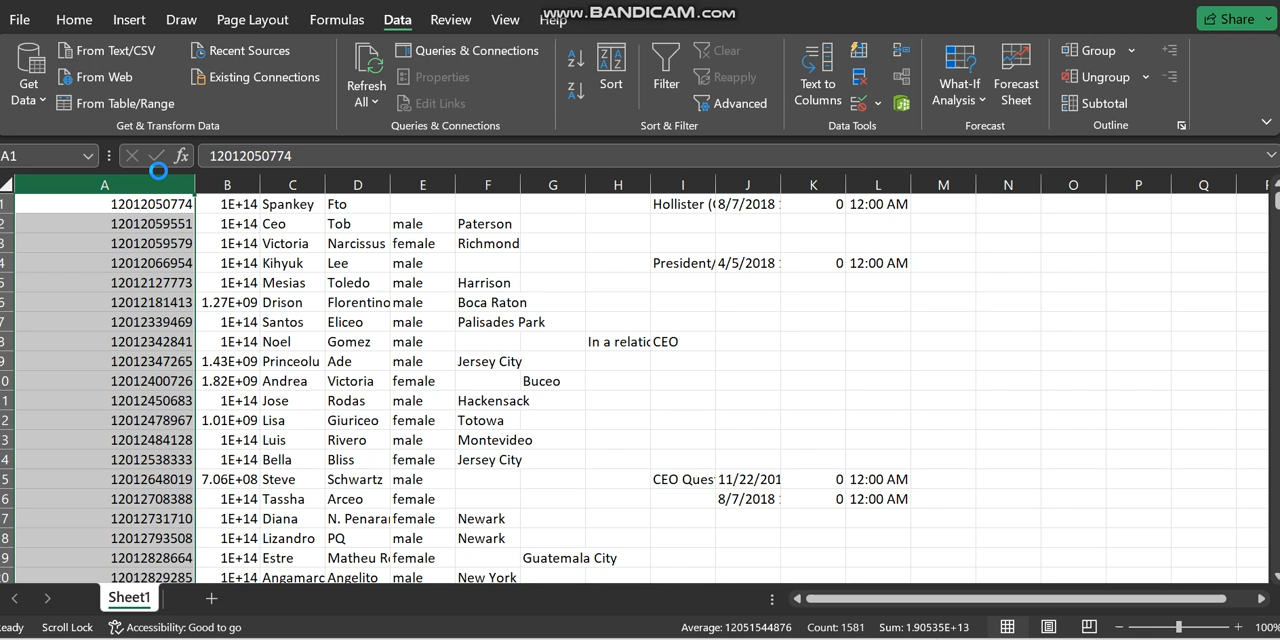 www.BANDICAM.com
File Home Insert Draw Page Layout Formulas Data Review View Help Share
Get Data From Text/CSV From Web From Table/Range Recent Sources Existing Connections
Get & Transform Data
Refresh All Queries & Connections Properties Edit Links
Queries & Connections
Sort Filter Clear Reapply Advanced
Sort & Filter
Text to Columns
Data Tools
What-If Analysis Forecast Sheet
Forecast
Group Ungroup Subtotal
Outline
A1 fx 12012050774
A B C D E F G H I J K L M N O P Q
1 12012050774 1E+14 Spankey Fto Hollister ( 8/7/2018 0 12:00 AM
2 12012059551 1E+14 Ceo Tob male Paterson
3 12012059579 1E+14 Victoria Narcissus female Richmond
4 12012066954 1E+14 Kihyuk Lee male President/ 4/5/2018 0 12:00 AM
5 12012127773 1E+14 Mesias Toledo male Harrison
6 12012181413 1.27E+09 Drison Florentino male Boca Raton
7 12012339469 1E+14 Santos Eliceo male Palisades Park
8 12012342841 1E+14 Noel Gomez male In a relatic CEO
9 12012347265 1.43E+09 Princeolu Ade male Jersey City
0 12012400726 1.82E+09 Andrea Victoria female Buceo
1 12012450683 1E+14 Jose Rodas male Hackensack
2 12012478967 1.01E+09 Lisa Giuriceo female Totowa
3 12012484128 1E+14 Luis Rivero male Montevideo
4 12012538333 1E+14 Bella Bliss female Jersey City
5 12012648019 7.06E+08 Steve Schwartz male CEO Ques 11/22/201 0 12:00 AM
6 12012708388 1E+14 Tassha Arceo female 8/7/2018 0 12:00 AM
7 12012731710 1E+14 Diana N. Penarar female Newark
8 12012793508 1E+14 Lizandro PQ male Newark
9 12012828664 1E+14 Estre Matheu R female Guatemala City
20 12012829285 1E+14 Angamarc Angelito male New York
Sheet1
eady Scroll Lock Accessibility: Good to go Average: 12051544876 Count: 1581 Sum: 1.90535E+13 100%